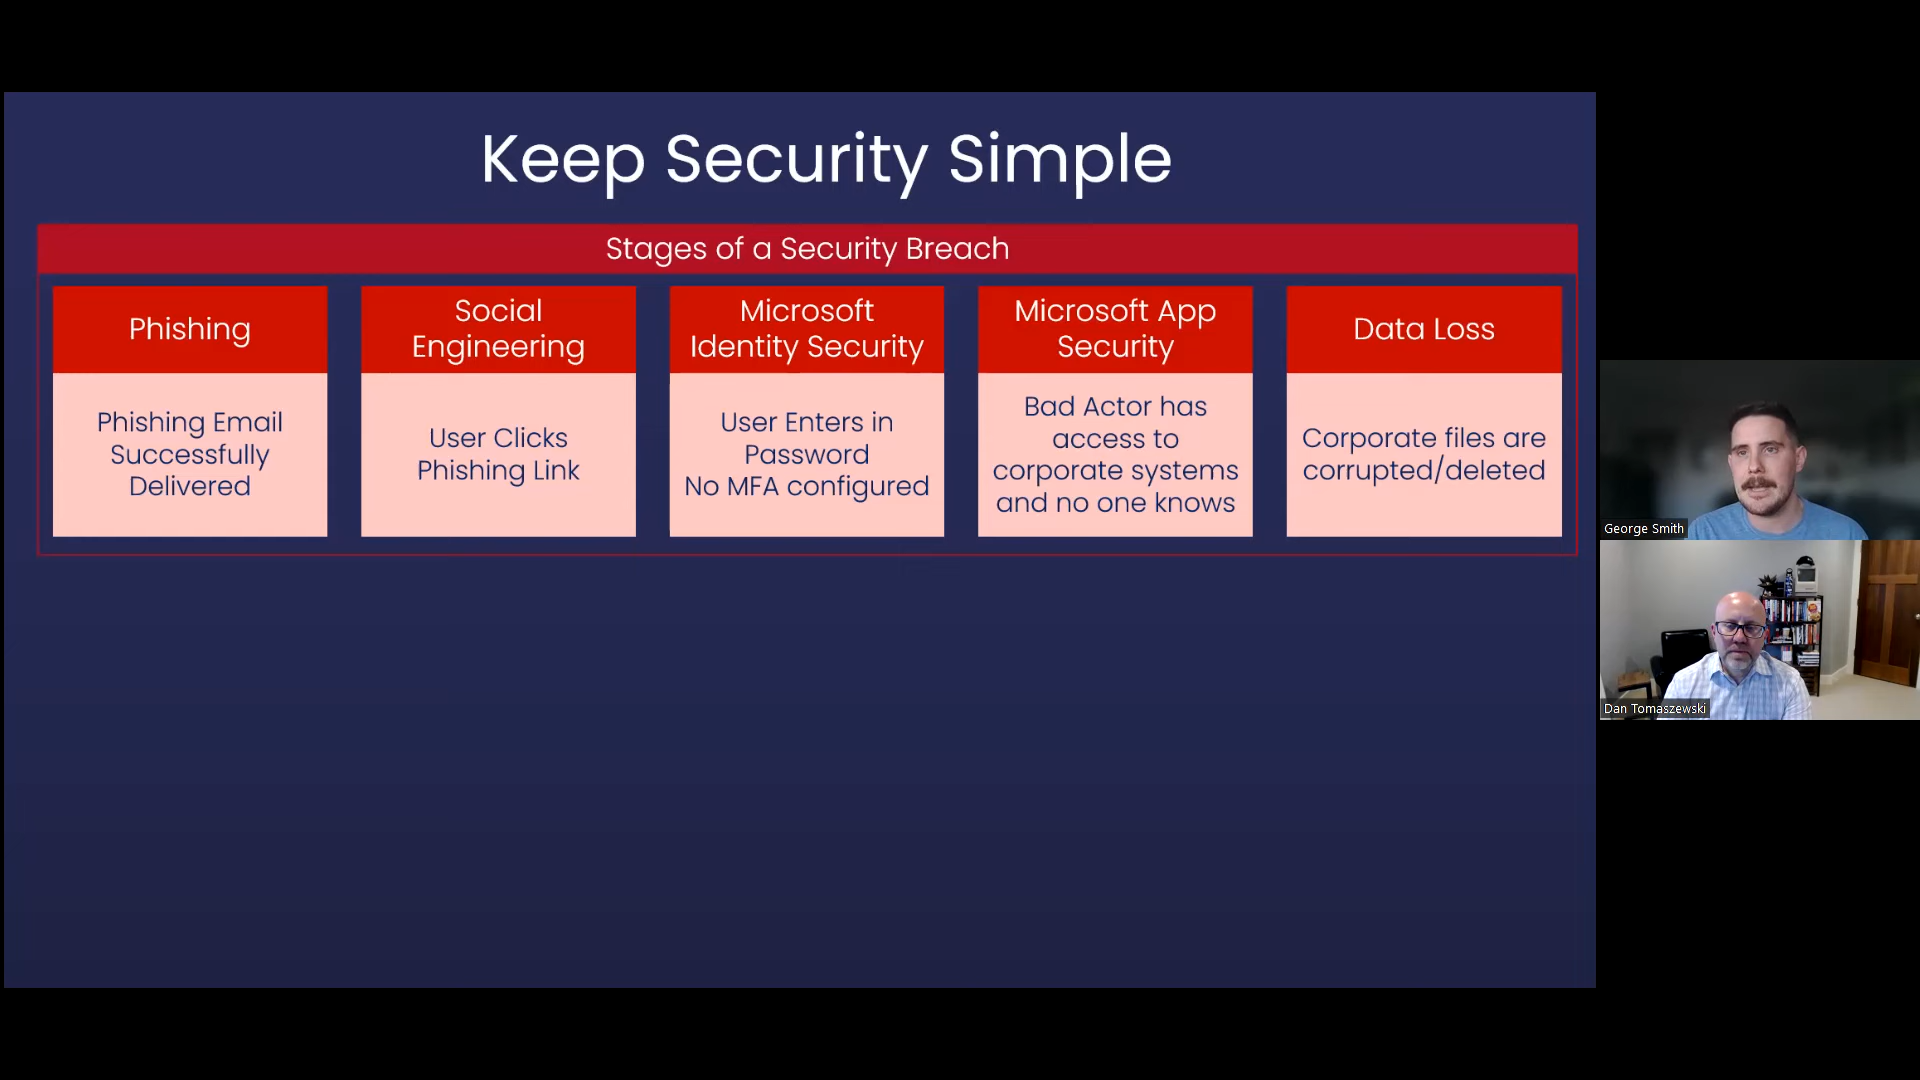 Keep Security Simple
Stages of a Security Breach
Phishing
Phishing Email
Successfully
Delivered
Social
Engineering
User Clicks
Phishing Link
Microsoft
Identity Security
User Enters in
Password
No MFA configured
Microsoft App
Security
Bad Actor has
access to
corporate systems
and no one knows
Data Loss
Corporate files are
corrupted/deleted
George Smith
Dan Tomaszewski